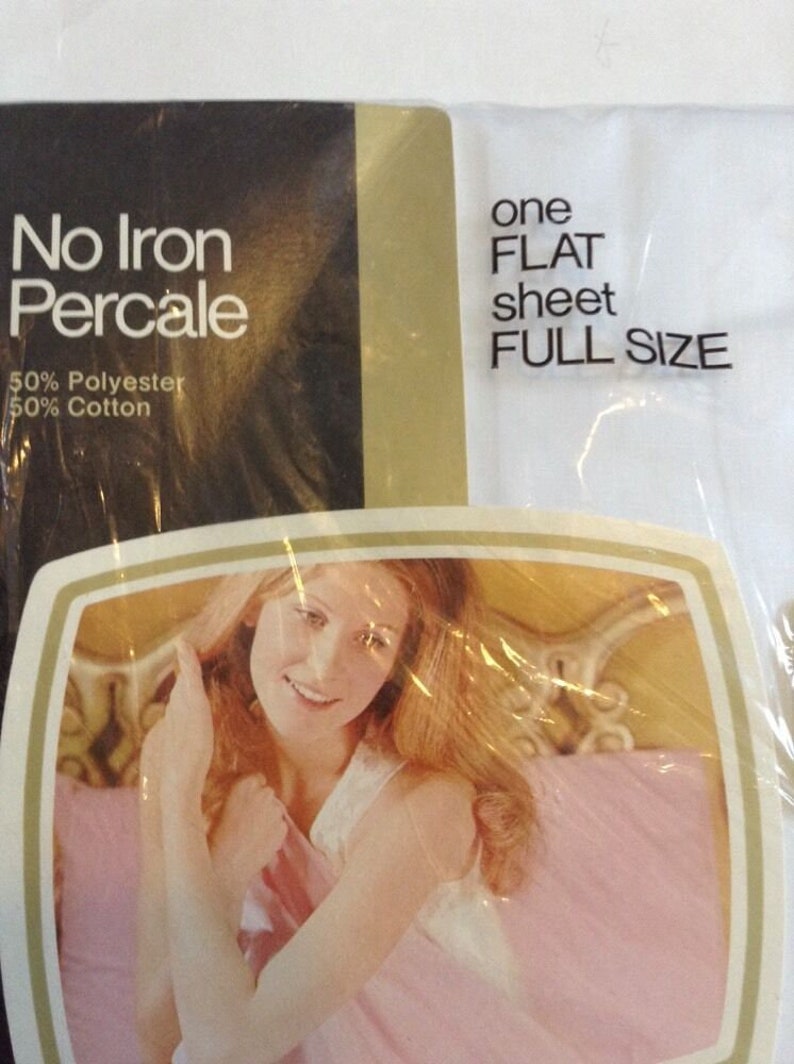 No Iron
Percale
50% Polyester
50% Cotton
one
FLAT
sheet
FULL SIZE